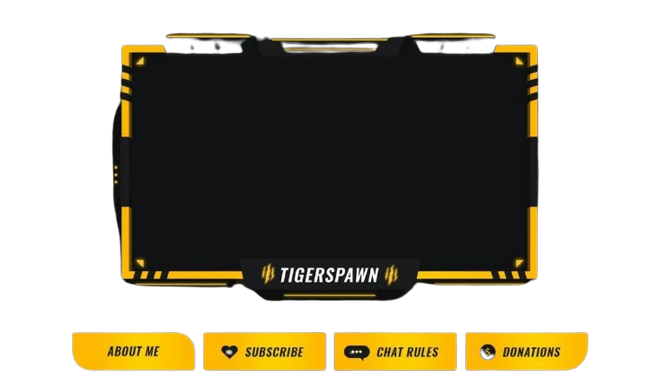 TIGERSPAWN
ABOUT ME
SUBSCRIBE
CHAT RULES
DONATIONS